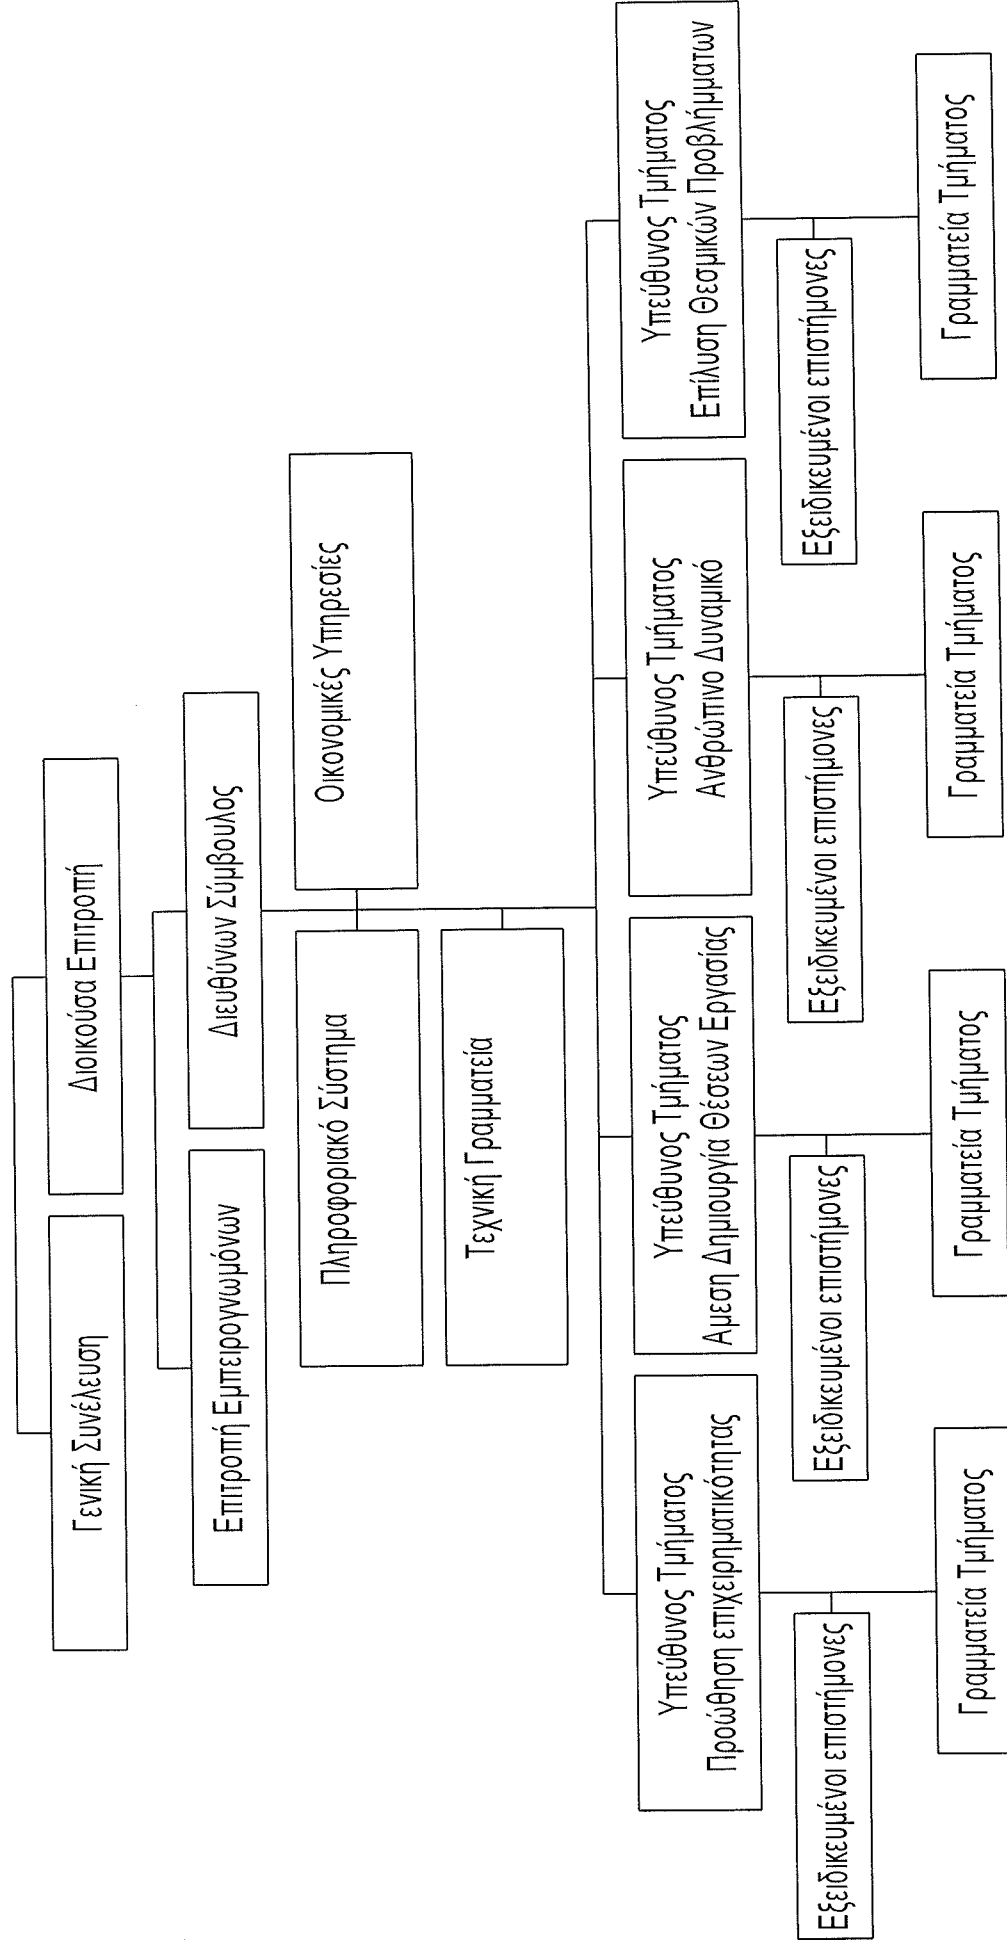 Γενική Συνέλευση
Διοικούσα Επιτροπή
Επιτροπή Εμπειρογνωμόνων
Διευθύνων Σύμβουλος
Πληροφοριακό Σύστημα
Οικονομικές Υπηρεσίες
Τεχνική Γραμματεία
Υπεύθυνος Τμήματος
Προώθηση επιχειρηματικότητας
Υπεύθυνος Τμήματος
Αμεση Δημιουργία Θέσεων Εργασίας
Υπεύθυνος Τμήματος
Ανθρώπινο Δυναμικό
Υπεύθυνος Τμήματος
Επίλυση Θεσμικών Προβλήμματων
Εξειδικευμένοι επιστήμονες
Εξειδικευμένοι επιστήμονες
Εξειδικευμένοι επιστήμονες
Εξειδικευμένοι επιστήμονες
Γραμματεία Τμήματος
Γραμματεία Τμήματος
Γραμματεία Τμήματος
Γραμματεία Τμήματος